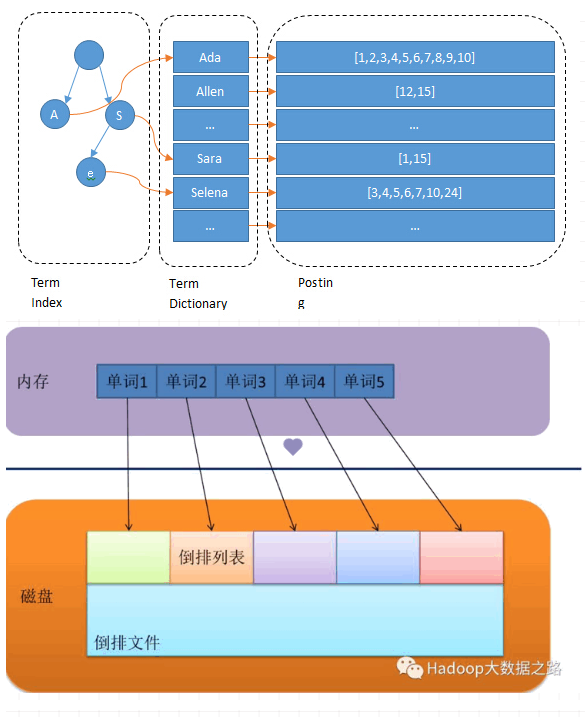 Ada
[1,2,3,4,5,6,7,8,9,10]
Allen
[12,15]
A
S
...
...
Sara
[1,15]
e
Selena
[3,4,5,6,7,10,24]
...
...
Term
Index
Term
Dictionary
Postin
g
内存
单词1
单词2
单词3
单词4
单词5
倒排列表
磁盘
倒排文件
Hadoop大数据之路